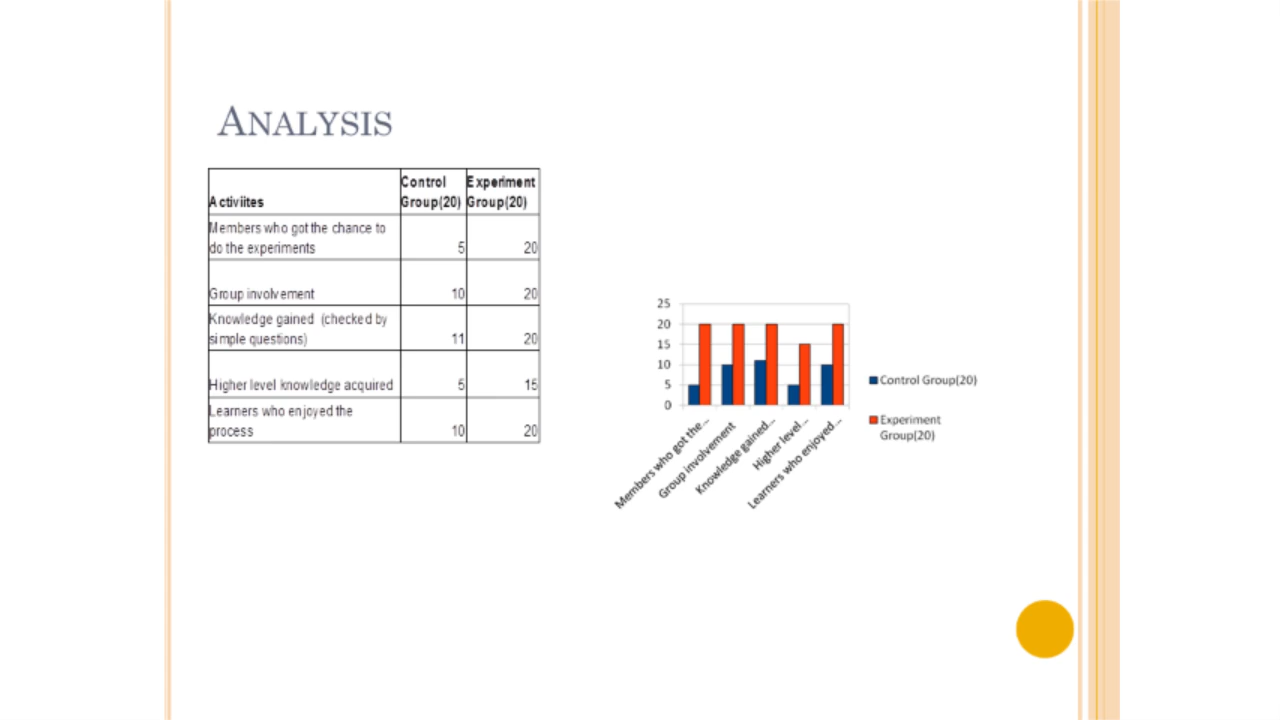 ANALYSIS
Activiites
Control
Group(20)
Experiment
Group(20)
Members who got the chance to
do the experiments
5
20
Group involvement
10
20
Knowledge gained (checked by
simple questions)
11
20
Higher level knowledge acquired
5
15
Learners who enjoyed the
process
10
20
25
20
15
10
5
0
Members who got the...
Group involvement
Knowledge gained...
Higher level...
Learners who enjoyed...
Control Group(20)
Experiment
Group(20)